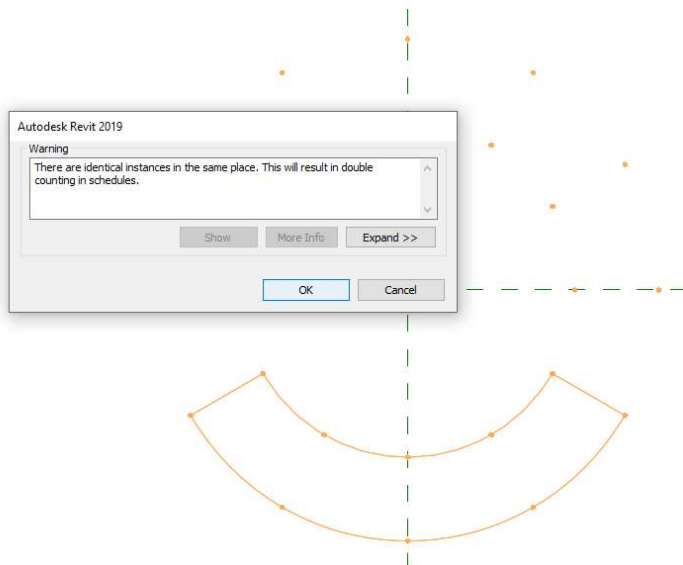 Autodesk Revit 2019
Warning
There are identical instances in the same place. This will result in double
counting in schedules.
Show
More Info
Expand >>
OK
Cancel